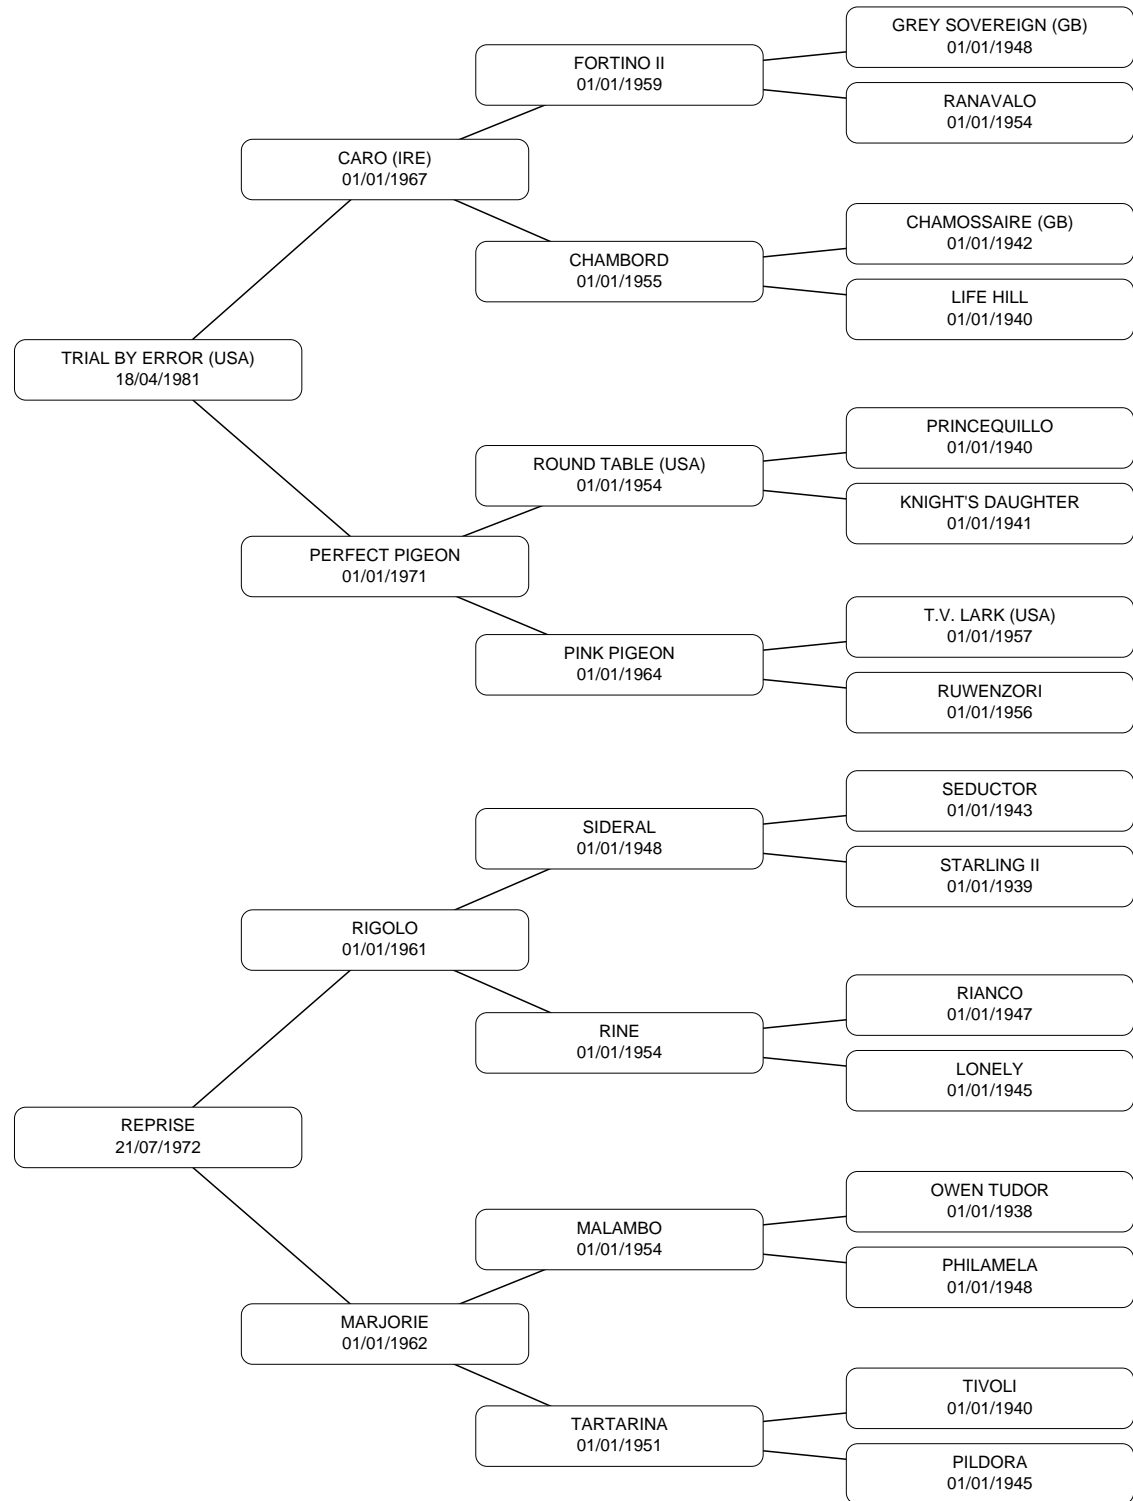 GREY SOVEREIGN (GB)
01/01/1948
FORTINO II
01/01/1959
RANAVALO
01/01/1954
CARO (IRE)
01/01/1967
CHAMOSSAIRE (GB)
01/01/1942
CHAMBORD
01/01/1955
LIFE HILL
01/01/1940
TRIAL BY ERROR (USA)
18/04/1981
PRINCEQUILLO
01/01/1940
ROUND TABLE (USA)
01/01/1954
KNIGHT'S DAUGHTER
01/01/1941
PERFECT PIGEON
01/01/1971
T.V. LARK (USA)
01/01/1957
PINK PIGEON
01/01/1964
RUWENZORI
01/01/1956
SEDUCTOR
01/01/1943
SIDERAL
01/01/1948
STARLING II
01/01/1939
RIGOLO
01/01/1961
RIANCO
01/01/1947
RINE
01/01/1954
LONELY
01/01/1945
REPRISE
21/07/1972
OWEN TUDOR
01/01/1938
MALAMBO
01/01/1954
PHILAMELA
01/01/1948
MARJORIE
01/01/1962
TIVOLI
01/01/1940
TARTARINA
01/01/1951
PILDORA
01/01/1945